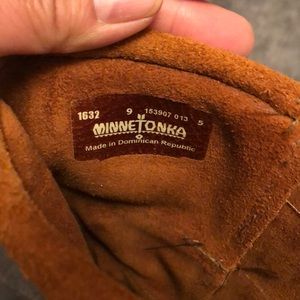 1632 9 153907 013 5
MINNETONKA
Made in Dominican Republic